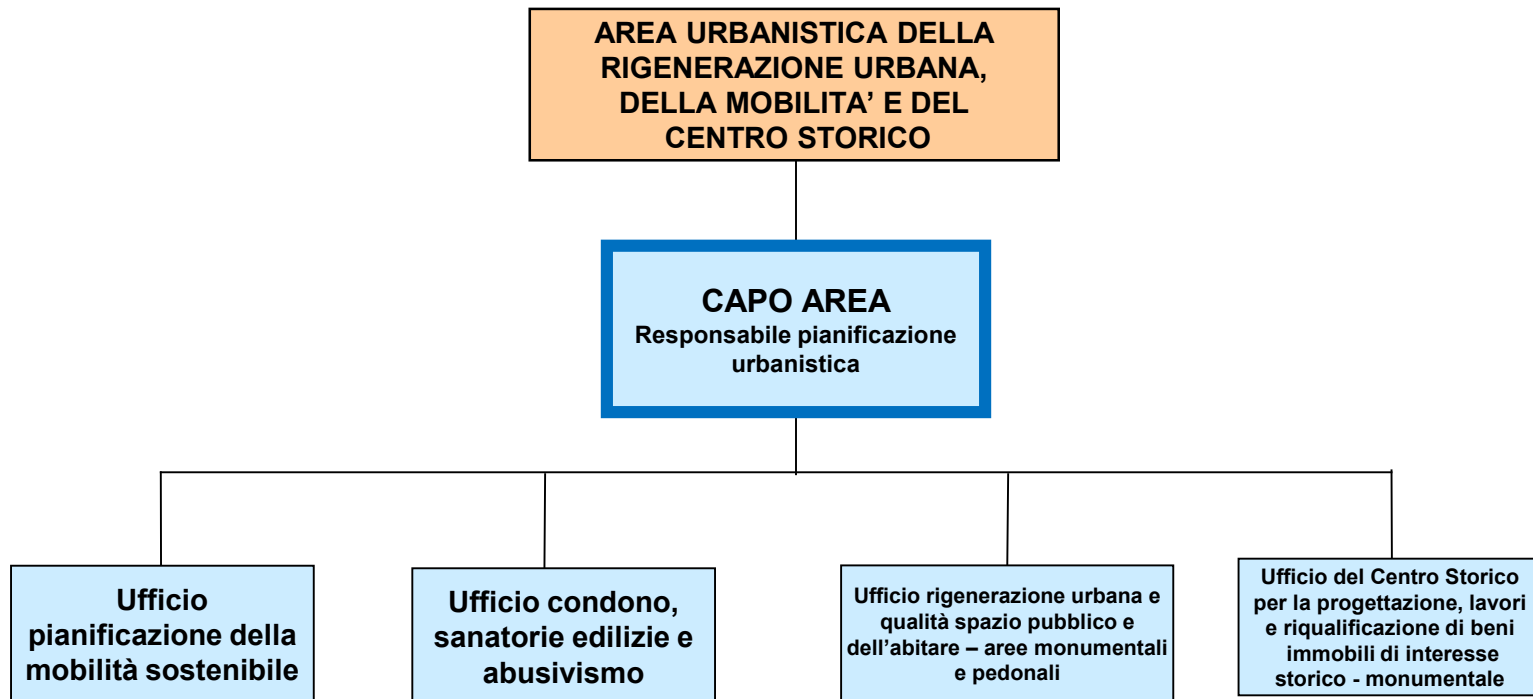 AREA URBANISTICA DELLA
RIGENERAZIONE URBANA,
DELLA MOBILITA’ E DEL
CENTRO STORICO
CAPO AREA
Responsabile pianificazione
urbanistica
Ufficio
pianificazione della
mobilità sostenibile
Ufficio condono,
sanatorie edilizie e
abusivismo
Ufficio rigenerazione urbana e
qualità spazio pubblico e
dell’abitare – aree monumentali
e pedonali
Ufficio del Centro Storico
per la progettazione, lavori
e riqualificazione di beni
immobili di interesse
storico - monumentale